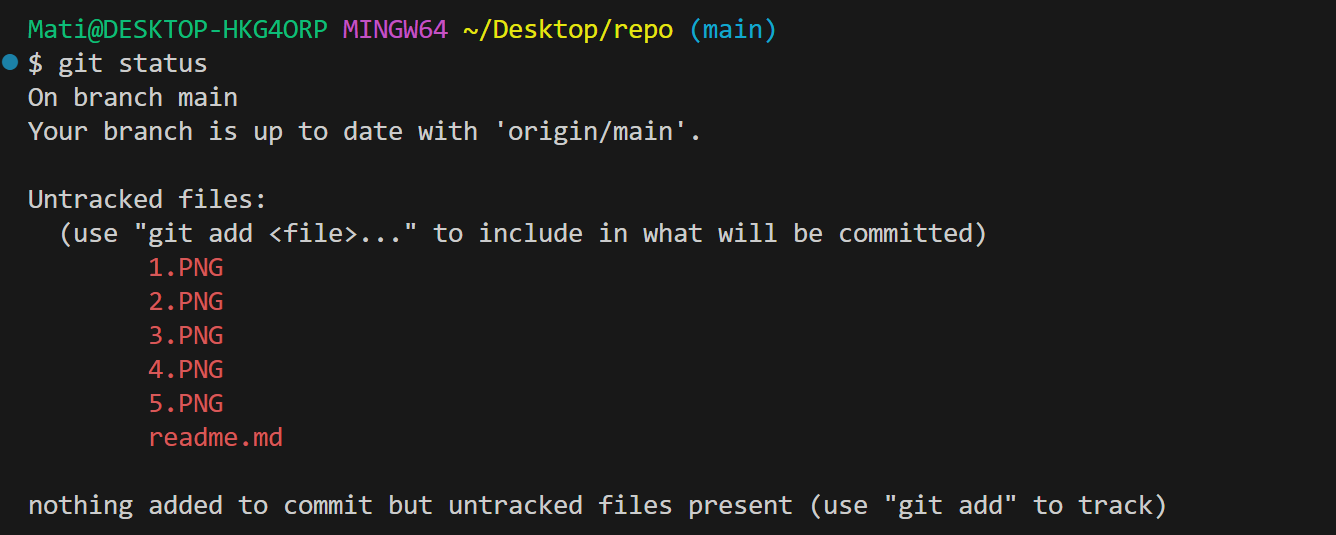 Mati@DESKTOP-HKG4ORP MINGW64 ~/Desktop/repo (main)
$ git status
On branch main
Your branch is up to date with 'origin/main'.
Untracked files:
(use "git add <file>..." to include in what will be committed)
1.PNG
2.PNG
3.PNG
4.PNG
5.PNG
readme.md
nothing added to commit but untracked files present (use "git add" to track)